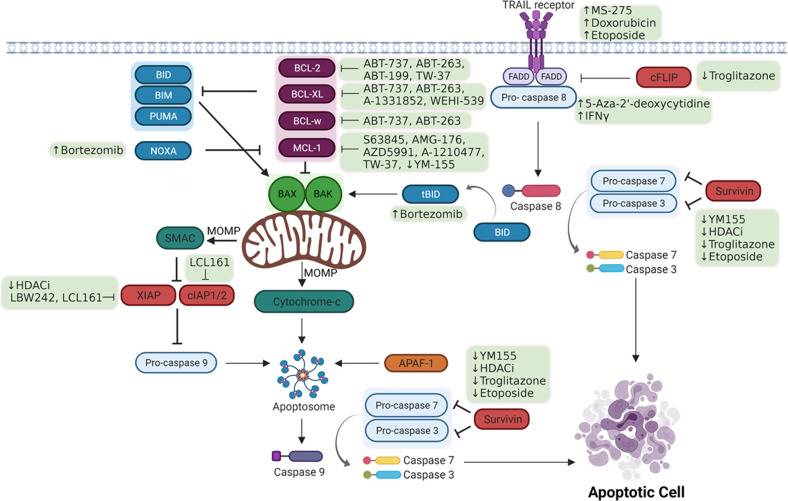 TRAIL receptor
↑MS-275
↑Doxorubicin
↑Etoposide
BID
BIM
PUMA
NOXA
↑Bortezomib
BCL-2
BCL-XL
BCL-w
MCL-1
ABT-737, ABT-263,
ABT-199, TW-37
ABT-737, ABT-263,
A-1331852, WEHI-539
ABT-737, ABT-263
S63845, AMG-176,
AZD5991, A-1210477,
TW-37, ↓YM-155
FADD
FADD
Pro- caspase 8
cFLIP
↓Troglitazone
↑5-Aza-2'-deoxycytidine
↑IFNγ
BAX
BAK
tBID
↑Bortezomib
BID
Caspase 8
Pro-caspase 7
Pro-caspase 3
Survivin
↓YM155
↓HDACi
↓Troglitazone
↓Etoposide
Caspase 7
Caspase 3
SMAC
MOMP
MOMP
LCL161
↓HDACi
LBW242, LCL161
XIAP
cIAP1/2
Cytochrome-c
Pro-caspase 9
Apoptosome
APAF-1
↓YM155
↓HDACi
↓Troglitazone
↓Etoposide
Pro-caspase 7
Pro-caspase 3
Survivin
Caspase 9
Caspase 7
Caspase 3
Apoptotic Cell